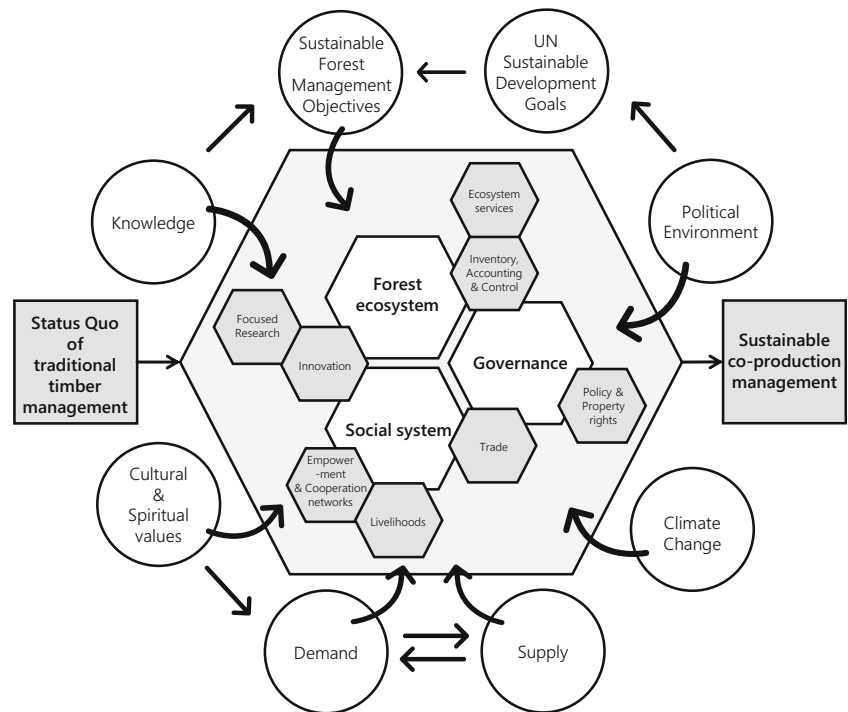 Sustainable
Forest
Management
Objectives
UN
Sustainable
Development
Goals
Knowledge
Political
Environment
Ecosystem
services
Inventory,
Accounting
& Control
Forest
ecosystem
Focused
Research
Innovation
Governance
Status Quo
of
traditional
timber
management
Sustainable
co-production
management
Policy &
Property
rights
Social system
Trade
Empower
-ment
& Cooperation
networks
Livelihoods
Cultural
&
Spiritual
values
Climate
Change
Demand
Supply